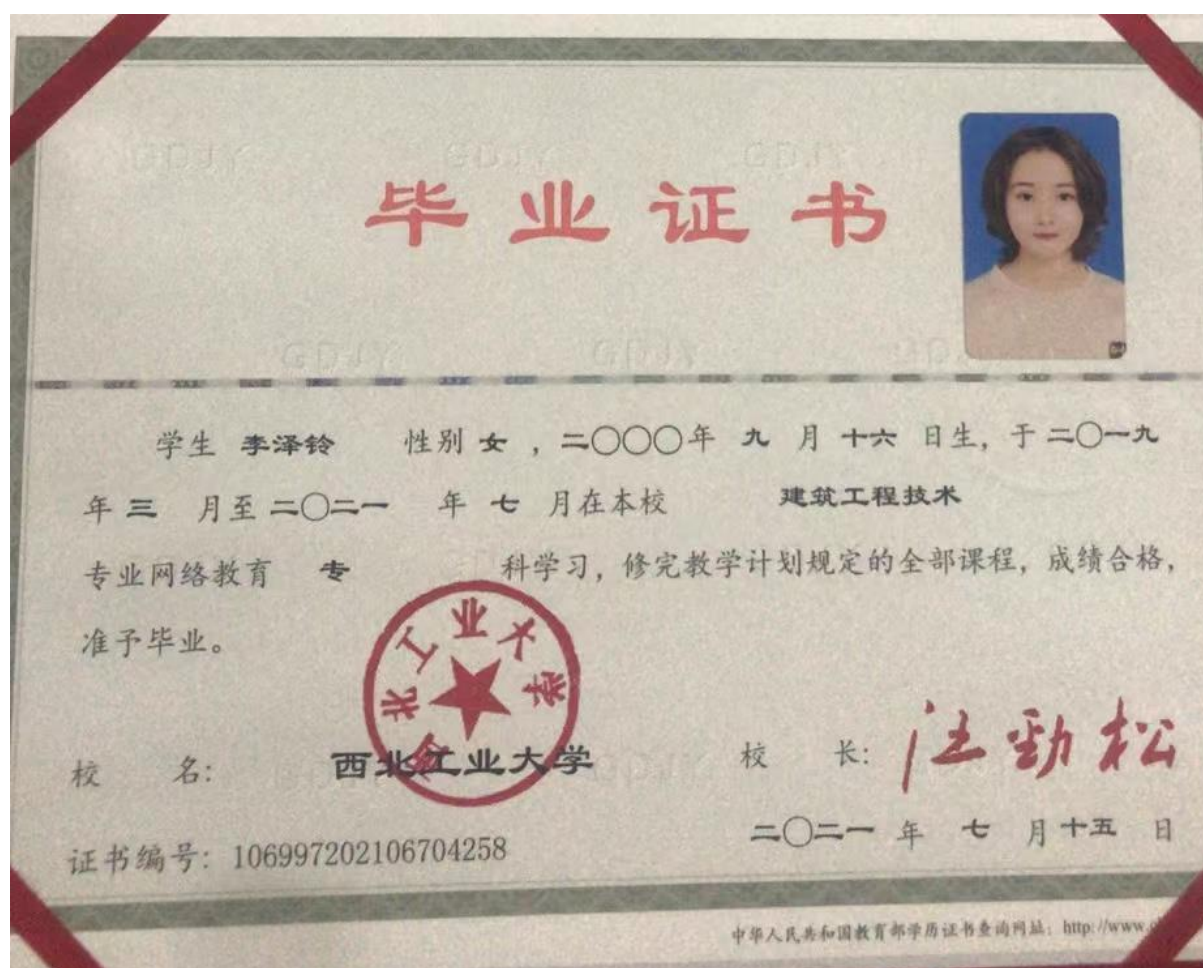 毕业证书
学生 李泽铃 性别 女 ，二〇〇〇年 九 月 十六 日生，于 二〇一九
年 三 月至 二〇二一 年 七 月在本校 建筑工程技术
专业网络教育 专 科学习，修完教学计划规定的全部课程，成绩合格，
准予毕业。
西北工业大学
校 名： 西北工业大学 校 长：汪劲松
二〇二一 年 七 月 十五 日
证书编号：106997202106704258
中华人民共和国教育部学历证书查询网址：http://www.